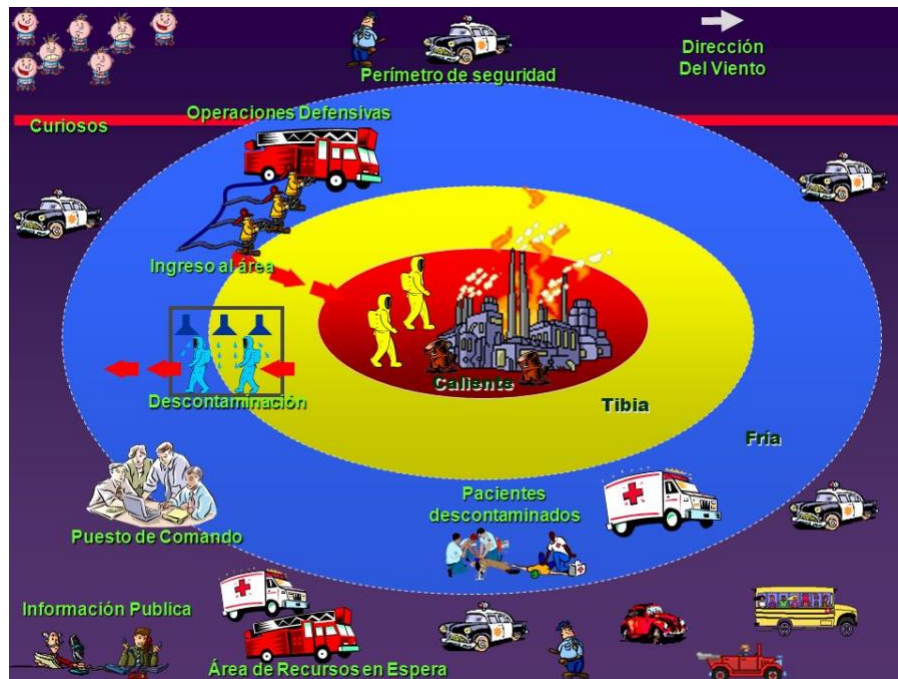 Dirección
Del Viento
Perímetro de seguridad
Operaciones Defensivas
Curiosos
Ingreso al área
Caliente
Descontaminación
Tibia
Fria
Pacientes
descontaminados
Puesto de Comando
Información Publica
Área de Recursos en Espera